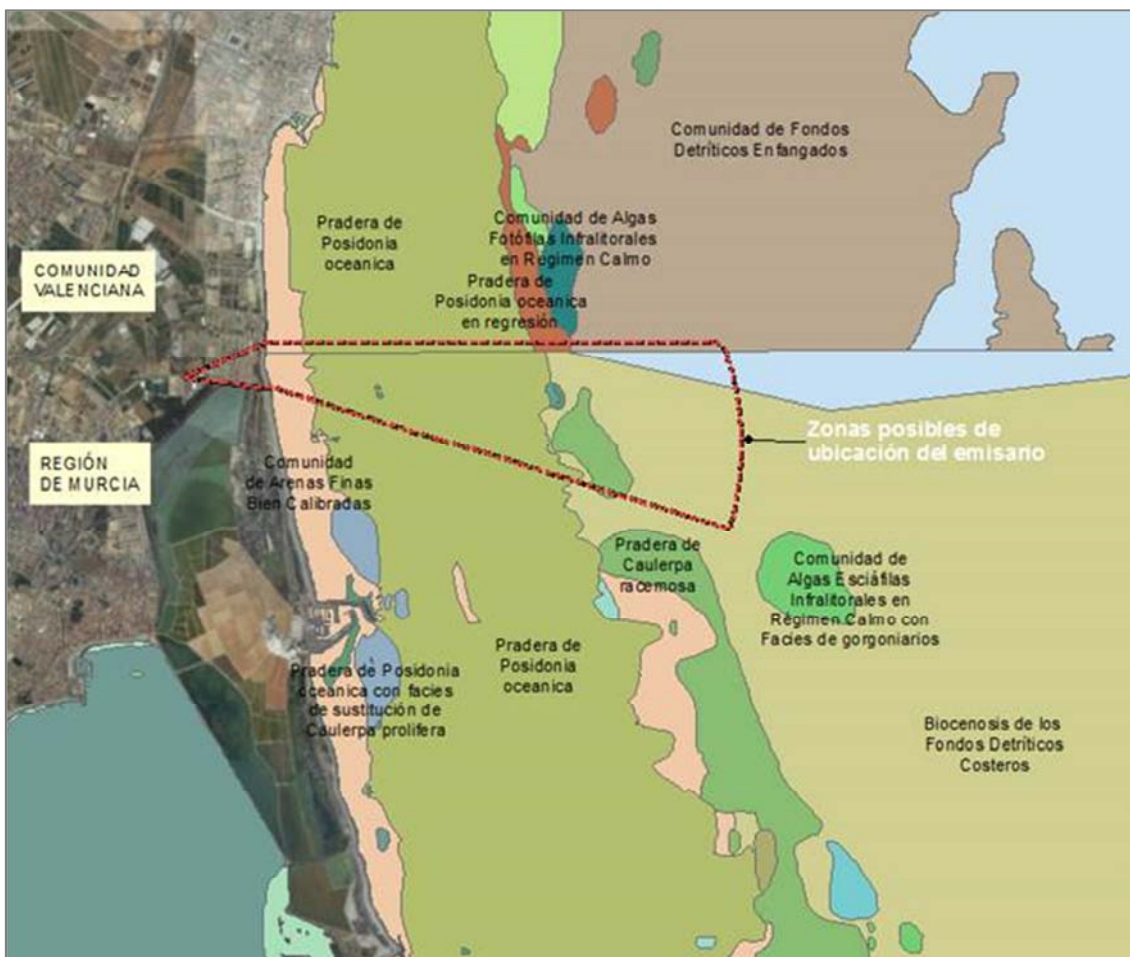 Comunidad de Fondos
Detríticos Enfangados
Pradera de
Posidonia
oceanica
Comunidad de Algas
Fotófilas Infralitorales
en Régimen Calmo
COMUNIDAD
VALENCIANA
Pradera de
Posidonia oceanica
en regresión
Zonas posibles de
ubicación del emisario
REGIÓN
DE MURCIA
Comunidad
de Arenas Finas
Bien Calibradas
Pradera de
Caulerpa
racemosa
Comunidad de
Algas Esciáfilas
Infralitorales en
Régimen Calmo con
Facies de gorgoniarios
Pradera de
Posidonia
oceanica
Pradera de Posidonia
oceanica con facies
de sustitución de
Caulerpa prolifera
Biocenosis de los
Fondos Detríticos
Costeros